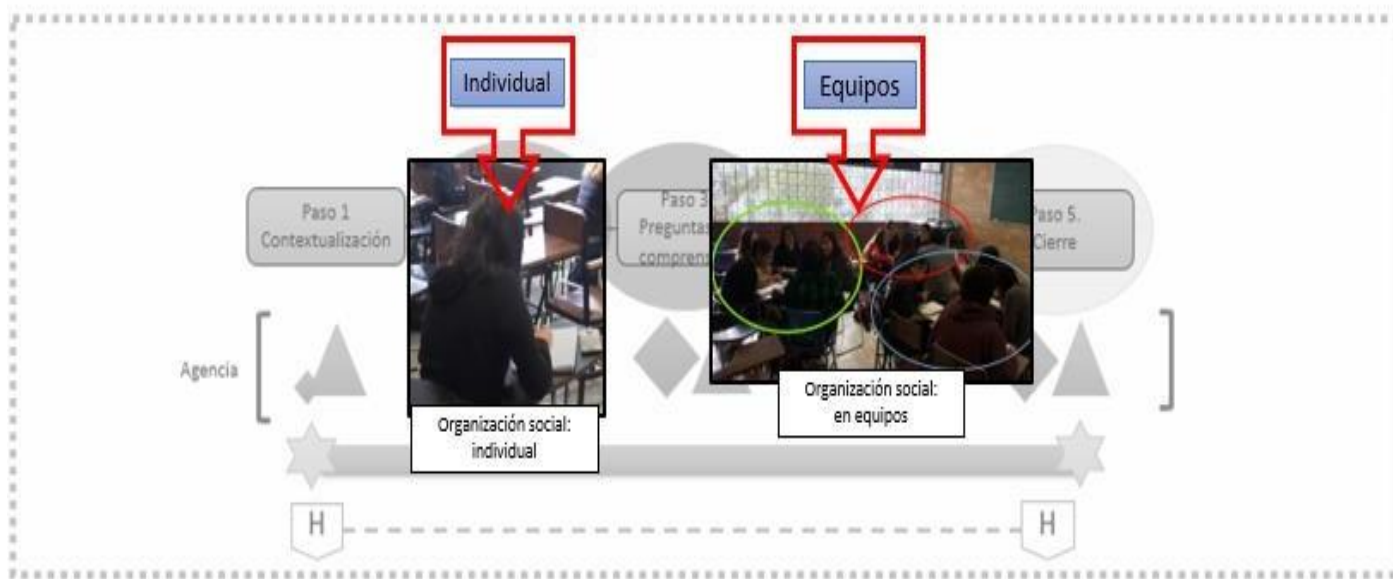 Individual
Equipos
Paso 1
Contextualización
Paso 3
Preguntas
compren
Paso 5.
Cierre
Agencia
Organización social:
individual
Organización social:
en equipos
H
H